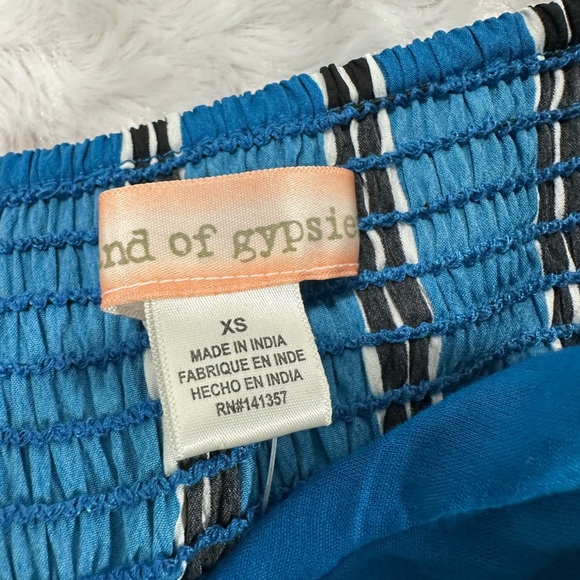 nd of gypsie
XS
MADE IN INDIA
FABRIQUE EN INDE
HECHO EN INDIA
RN#141357